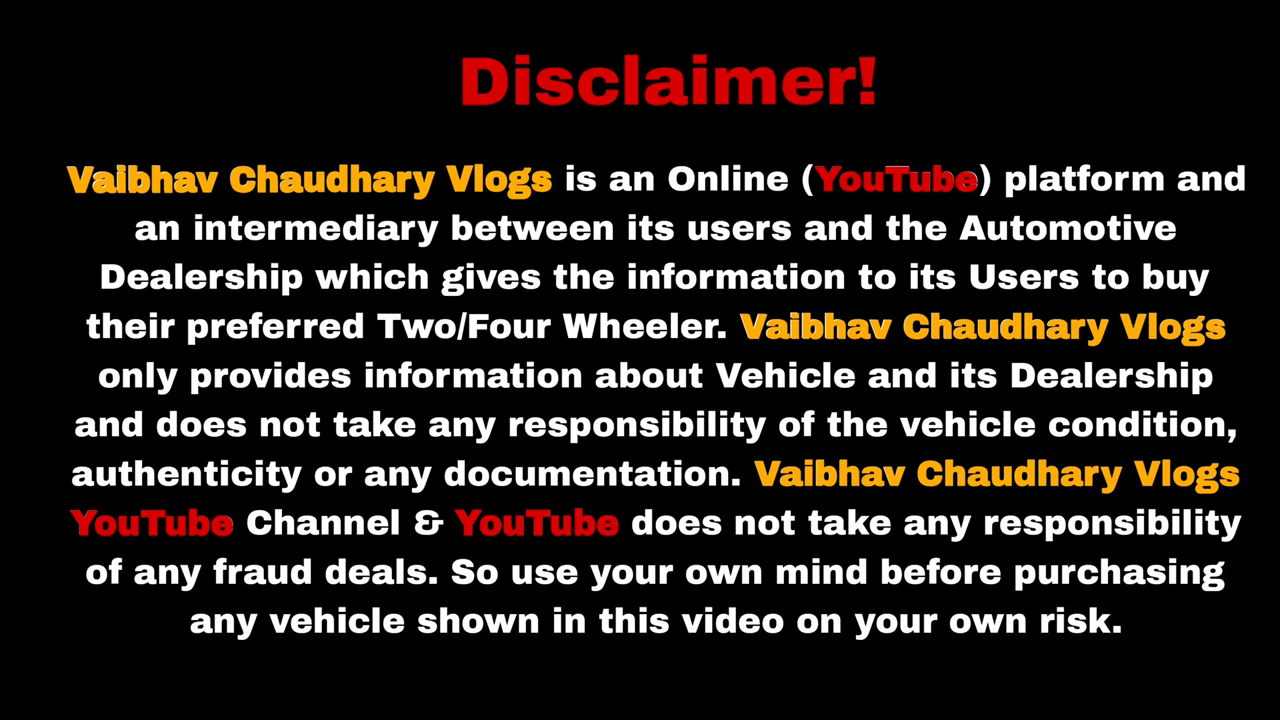 Disclaimer!
Vaibhav Chaudhary Vlogs is an Online (YouTube) platform and
an intermediary between its users and the Automotive
Dealership which gives the information to its Users to buy
their preferred Two/Four Wheeler. Vaibhav Chaudhary Vlogs
only provides information about Vehicle and its Dealership
and does not take any responsibility of the vehicle condition,
authenticity or any documentation. Vaibhav Chaudhary Vlogs
YouTube Channel & YouTube does not take any responsibility
of any fraud deals. So use your own mind before purchasing
any vehicle shown in this video on your own risk.